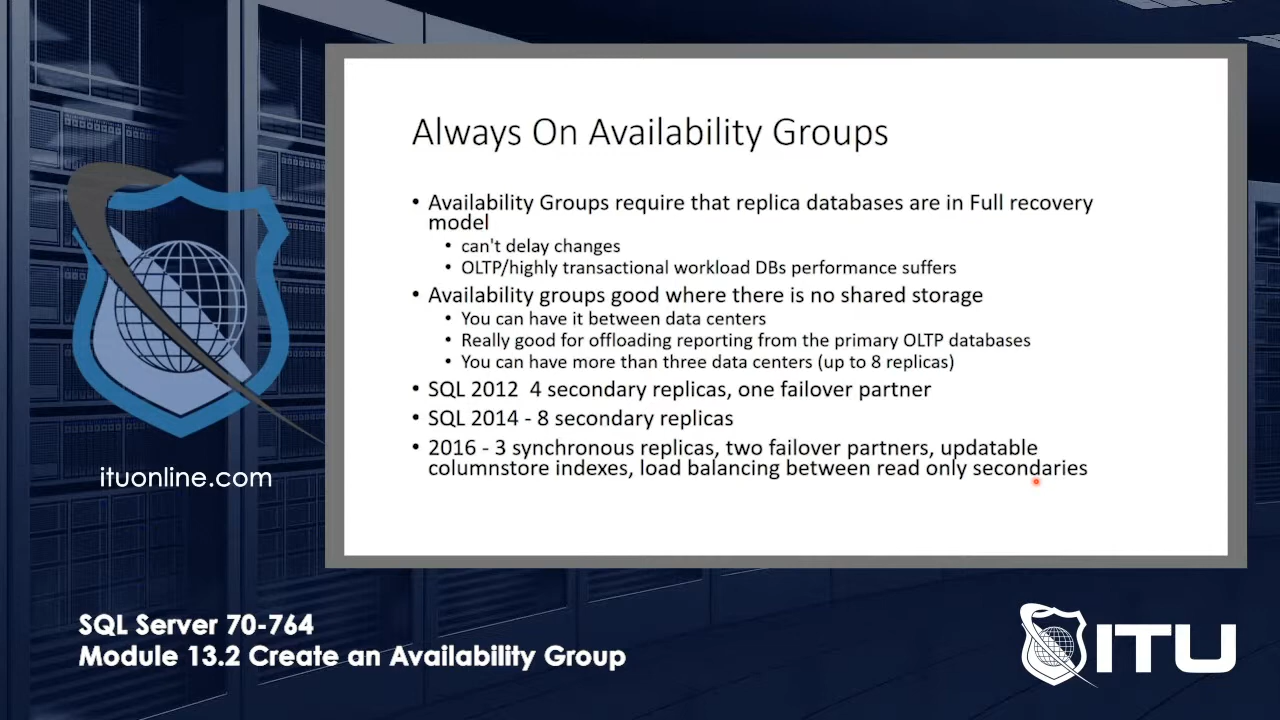 Always On Availability Groups
• Availability Groups require that replica databases are in Full recovery
model
• can't delay changes
• OLTP/highly transactional workload DBs performance suffers
• Availability groups good where there is no shared storage
• You can have it between data centers
• Really good for offloading reporting from the primary OLTP databases
• You can have more than three data centers (up to 8 replicas)
• SQL 2012  4 secondary replicas, one failover partner
• SQL 2014 - 8 secondary replicas
• 2016 - 3 synchronous replicas, two failover partners, updatable
columnstore indexes, load balancing between read only secondaries
ituonline.com
SQL Server 70-764
Module 13.2 Create an Availability Group
ITU